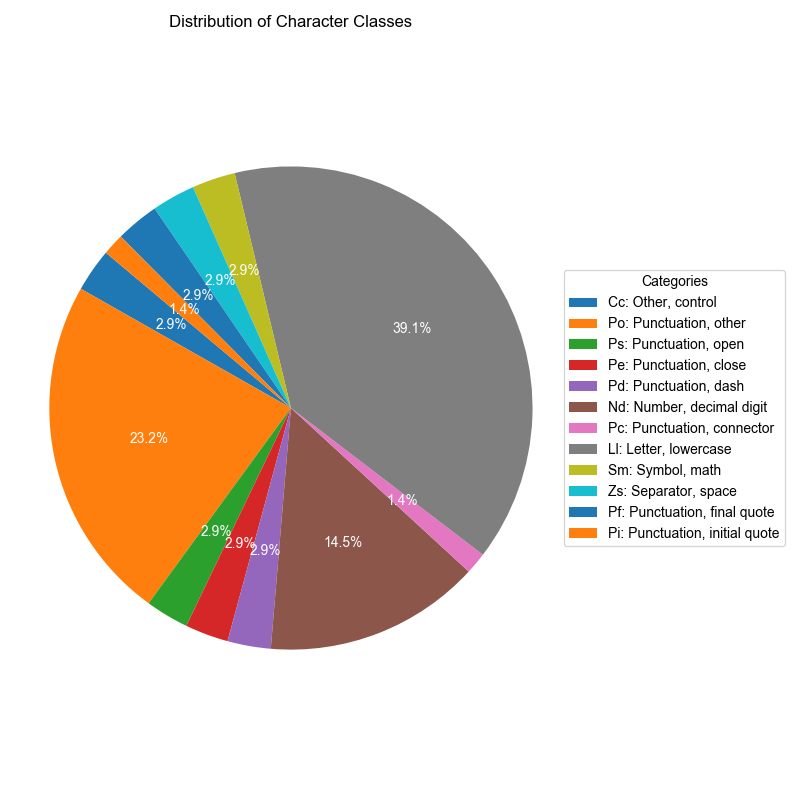 Distribution of Character Classes
2.9%
2.9%
2.9%
1.4%
2.9%
39.1%
23.2%
2.9%
2.9%
2.9%
14.5%
1.4%
Categories
Cc: Other, control
Po: Punctuation, other
Ps: Punctuation, open
Pe: Punctuation, close
Pd: Punctuation, dash
Nd: Number, decimal digit
Pc: Punctuation, connector
Ll: Letter, lowercase
Sm: Symbol, math
Zs: Separator, space
Pf: Punctuation, final quote
Pi: Punctuation, initial quote